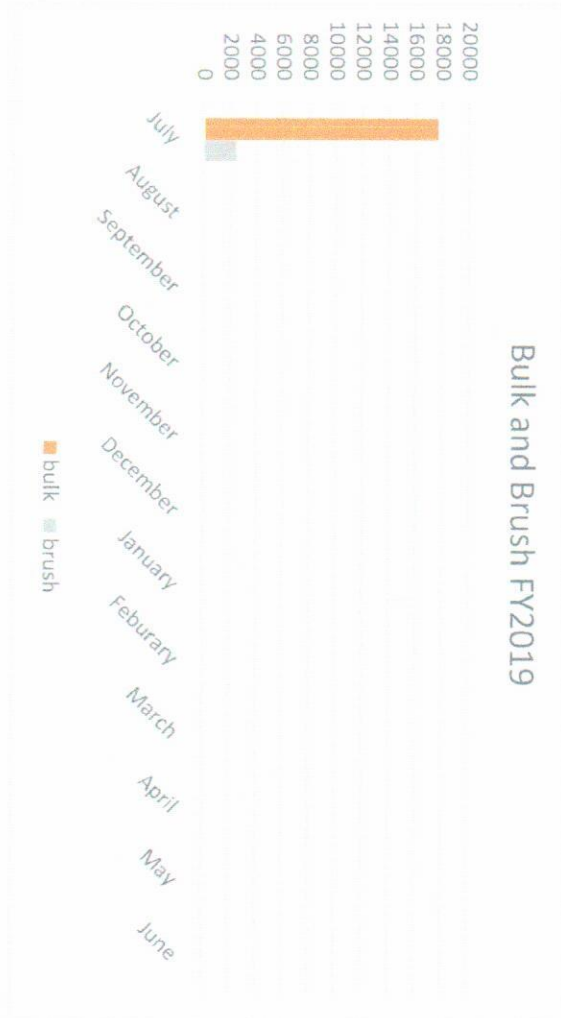 Bulk and Brush FY2019
20000
18000
16000
14000
12000
10000
8000
6000
4000
2000
0
July
August
September
October
November
December
January
Feburary
March
April
May
June
bulk brush